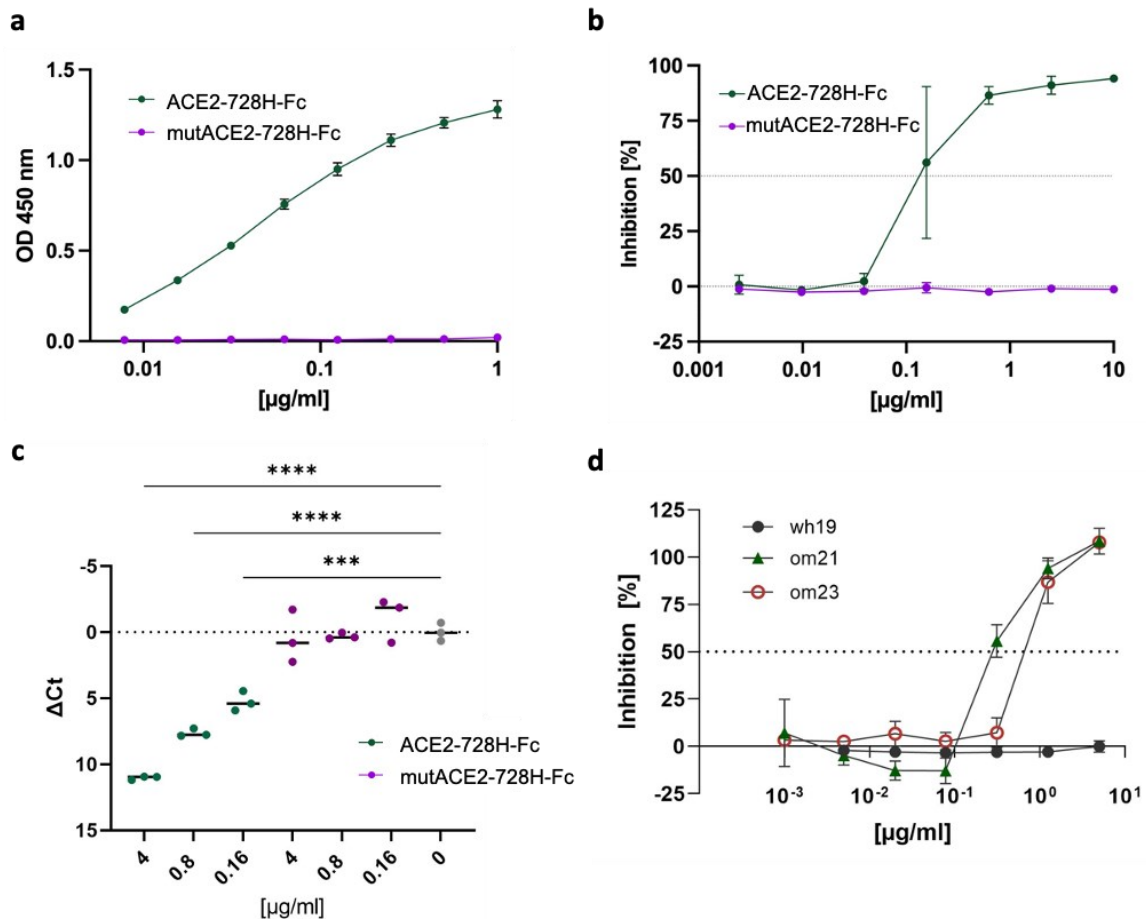 a
1.5
1.0
0.5
0.0
OD 450 nm
ACE2-728H-Fc
mutACE2-728H-Fc
0.01
0.1
1
[µg/ml]
b
100
75
50
25
0
-25
Inhibition [%]
ACE2-728H-Fc
mutACE2-728H-Fc
0.001
0.01
0.1
1
10
[µg/ml]
c
****
****
***
-5
0
5
10
15
ΔCt
ACE2-728H-Fc
mutACE2-728H-Fc
4
0.8
0.16
4
0.8
0.16
0
[µg/ml]
d
125
100
75
50
25
0
-25
Inhibition [%]
wh19
om21
om23
10-3
10-2
10-1
100
101
[µg/ml]